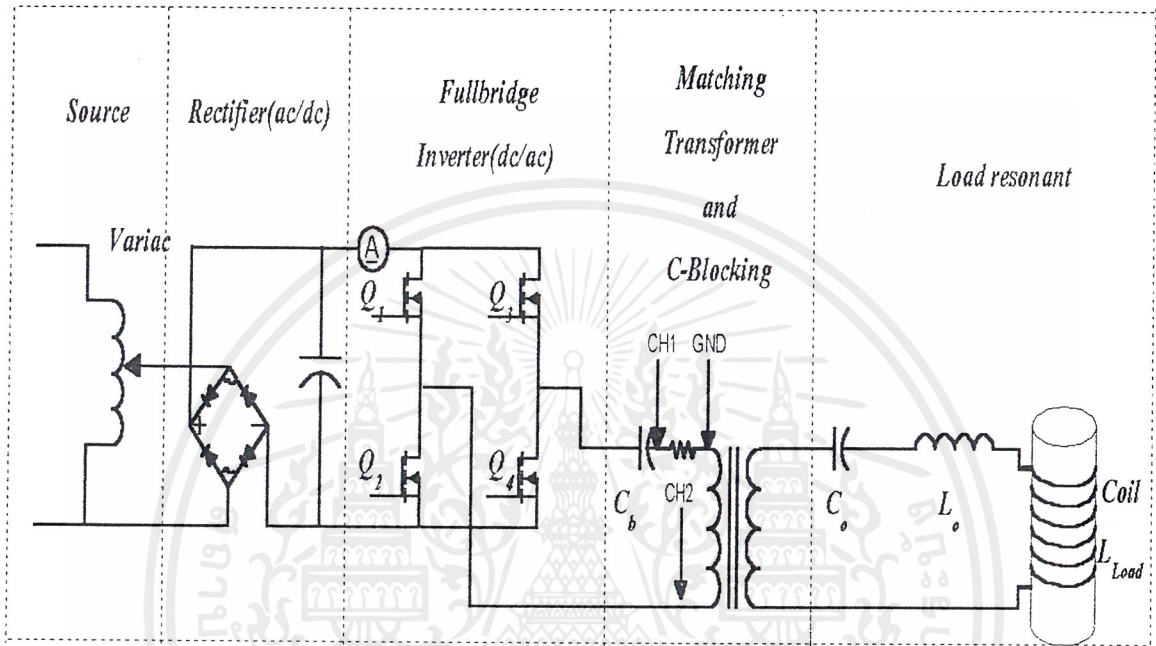 Source
Rectifier(ac/dc)
Fullbridge
Inverter(dc/ac)
Matching
Transformer
and
C-Blocking
Load resonant
Variac
A
Q1
Q3
CH1
GND
+
-
Q2
Q4
CH2
Cb
Co
Lo
Coil
LLoad